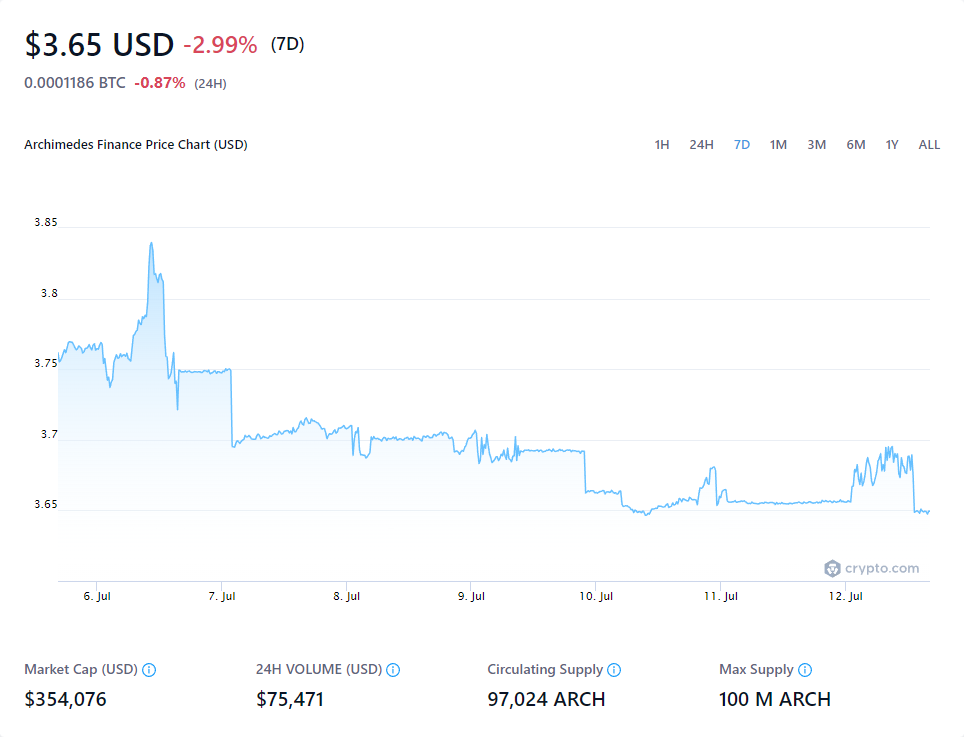 $3.65 USD -2.99% (7D)
0.0001186 BTC -0.87% (24H)
Archimedes Finance Price Chart (USD) 1H 24H 7D 1M 3M 6M 1Y ALL
3.85
3.8
3.75
3.7
3.65
crypto.com
6. Jul 7. Jul 8. Jul 9. Jul 10. Jul 11. Jul 12. Jul
Market Cap (USD) 24H VOLUME (USD) Circulating Supply Max Supply
$354,076 $75,471 97,024 ARCH 100 M ARCH